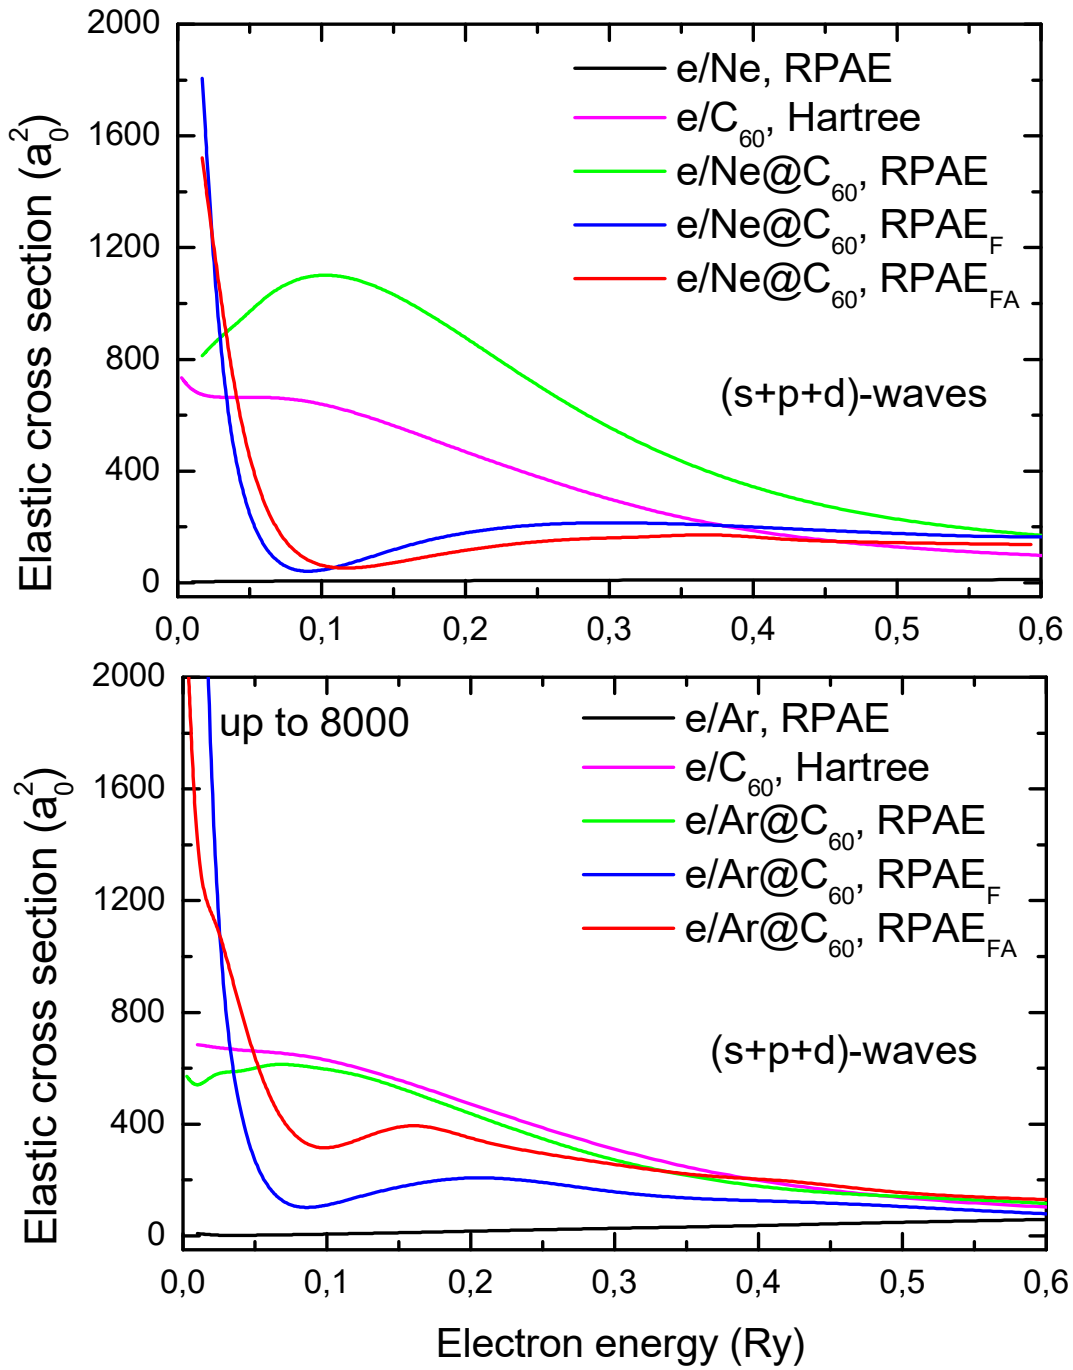 2000
1600
1200
800
400
0
Elastic cross section (a₀²)
e/Ne, RPAE
e/C₆₀, Hartree
e/Ne@C₆₀, RPAE
e/Ne@C₆₀, RPAE_F
e/Ne@C₆₀, RPAE_FA
(s+p+d)-waves
0,0 0,1 0,2 0,3 0,4 0,5 0,6
2000
1600
1200
800
400
0
Elastic cross section (a₀²)
up to 8000
e/Ar, RPAE
e/C₆₀, Hartree
e/Ar@C₆₀, RPAE
e/Ar@C₆₀, RPAE_F
e/Ar@C₆₀, RPAE_FA
(s+p+d)-waves
0,0 0,1 0,2 0,3 0,4 0,5 0,6
Electron energy (Ry)